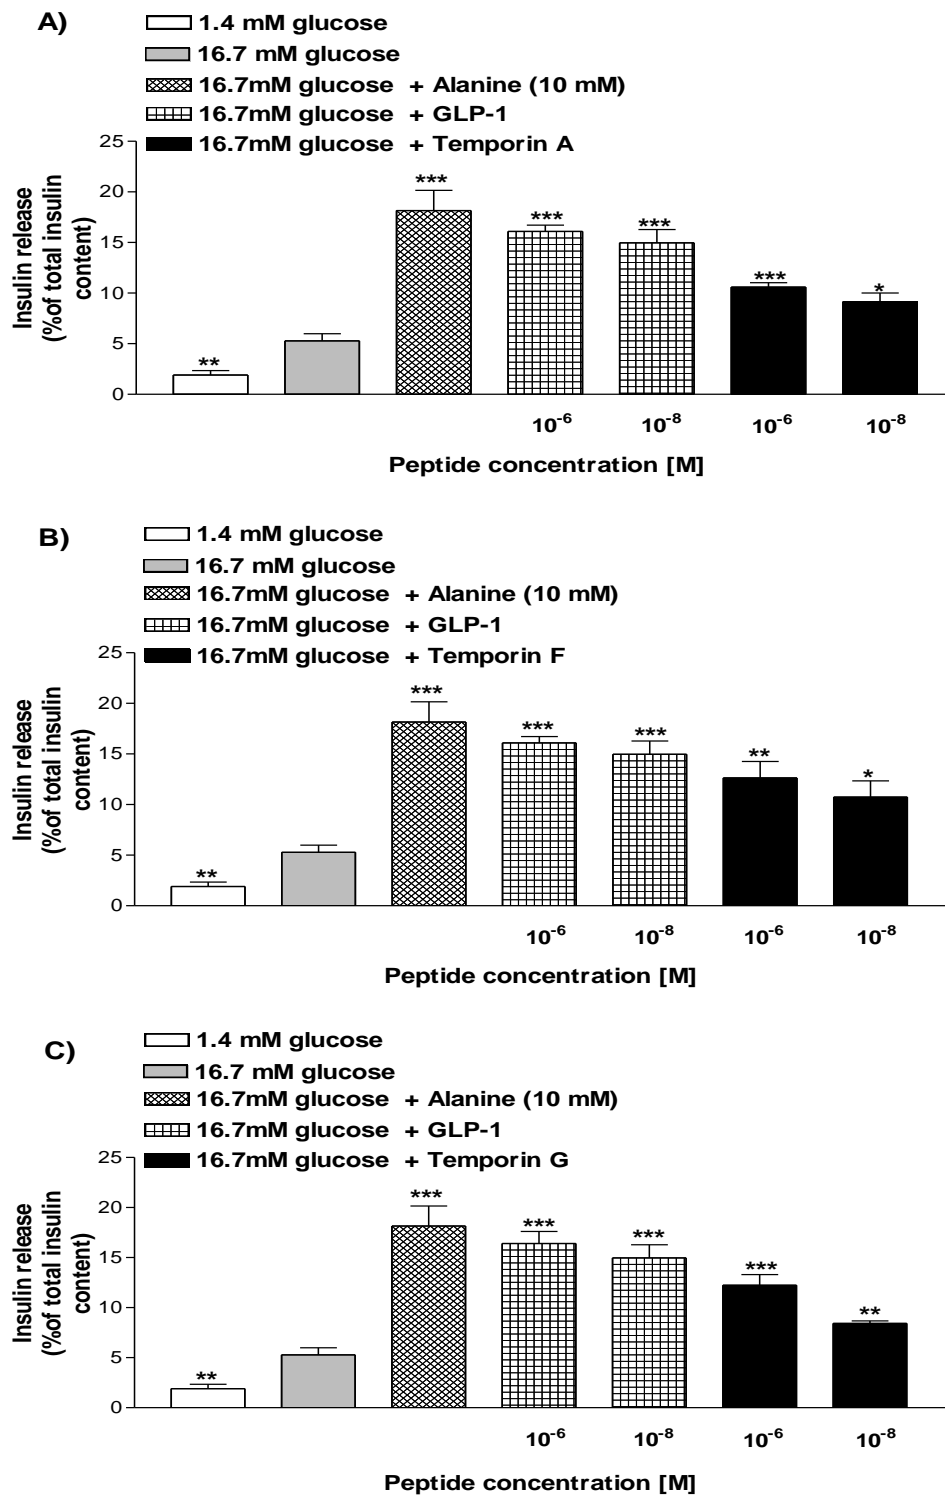 A)
1.4 mM glucose
16.7 mM glucose
16.7mM glucose + Alanine (10 mM)
16.7mM glucose + GLP-1
16.7mM glucose + Temporin A
Insulin release
(%of total insulin
content)
25
20
15
10
5
0
**
***
***
***
***
*
10⁻⁶ 10⁻⁸ 10⁻⁶ 10⁻⁸
Peptide concentration [M]
B)
1.4 mM glucose
16.7 mM glucose
16.7mM glucose + Alanine (10 mM)
16.7mM glucose + GLP-1
16.7mM glucose + Temporin F
Insulin release
(%of total insulin
content)
25
20
15
10
5
0
**
***
***
***
**
*
10⁻⁶ 10⁻⁸ 10⁻⁶ 10⁻⁸
Peptide concentration [M]
C)
1.4 mM glucose
16.7 mM glucose
16.7mM glucose + Alanine (10 mM)
16.7mM glucose + GLP-1
16.7mM glucose + Temporin G
Insulin release
(%of total insulin
content)
25
20
15
10
5
0
**
***
***
***
***
**
10⁻⁶ 10⁻⁸ 10⁻⁶ 10⁻⁸
Peptide concentration [M]